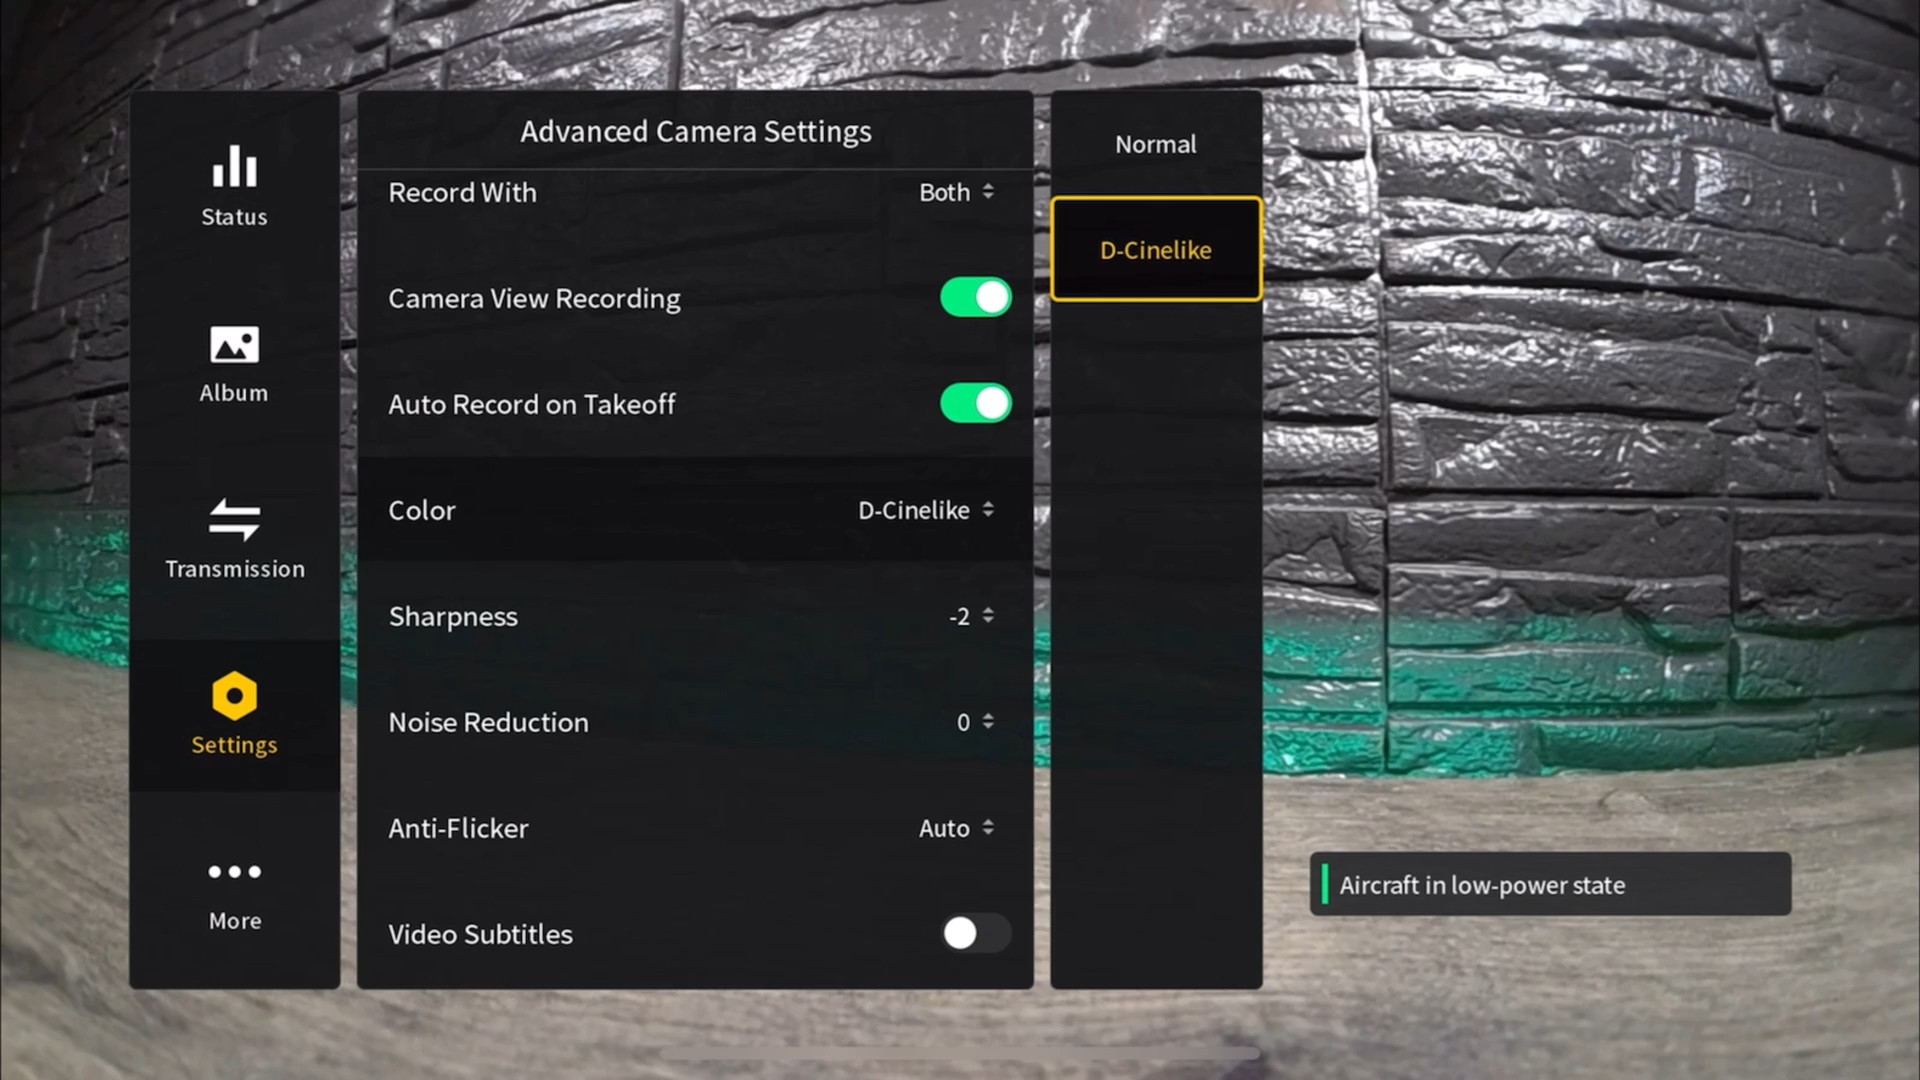 Status
Album
Transmission
Settings
More
Advanced Camera Settings
Record With Both
Camera View Recording
Auto Record on Takeoff
Color D-Cinelike
Sharpness -2
Noise Reduction 0
Anti-Flicker Auto
Video Subtitles
Normal
D-Cinelike
Aircraft in low-power state